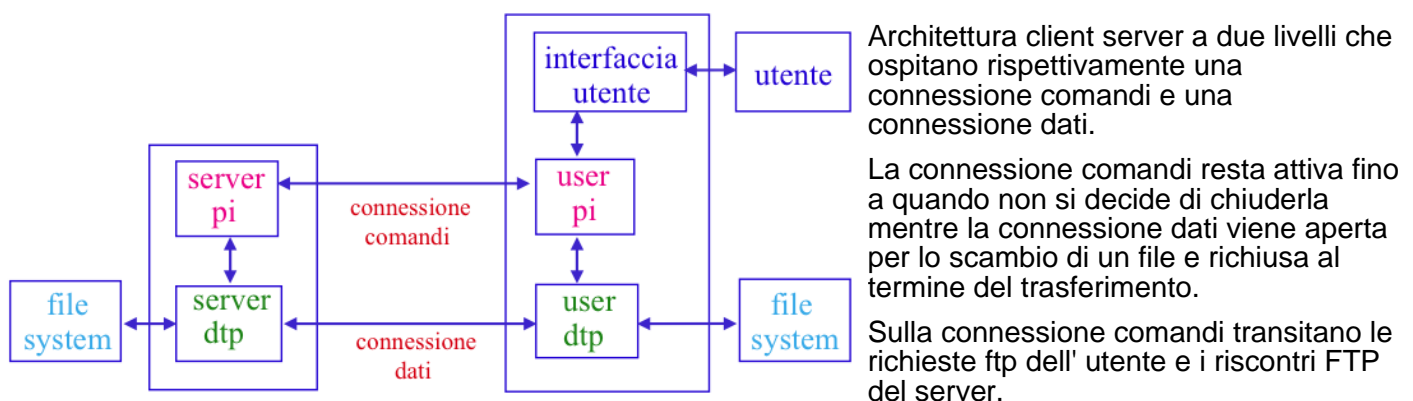 interfaccia
utente
utente
server
pi
user
pi
connessione
comandi
file
system
server
dtp
user
dtp
file
system
connessione
dati
Architettura client server a due livelli che
ospitano rispettivamente una
connessione comandi e una
connessione dati.
La connessione comandi resta attiva fino
a quando non si decide di chiuderla
mentre la connessione dati viene aperta
per lo scambio di un file e richiusa al
termine del trasferimento.
Sulla connessione comandi transitano le
richieste ftp dell' utente e i riscontri FTP
del server.